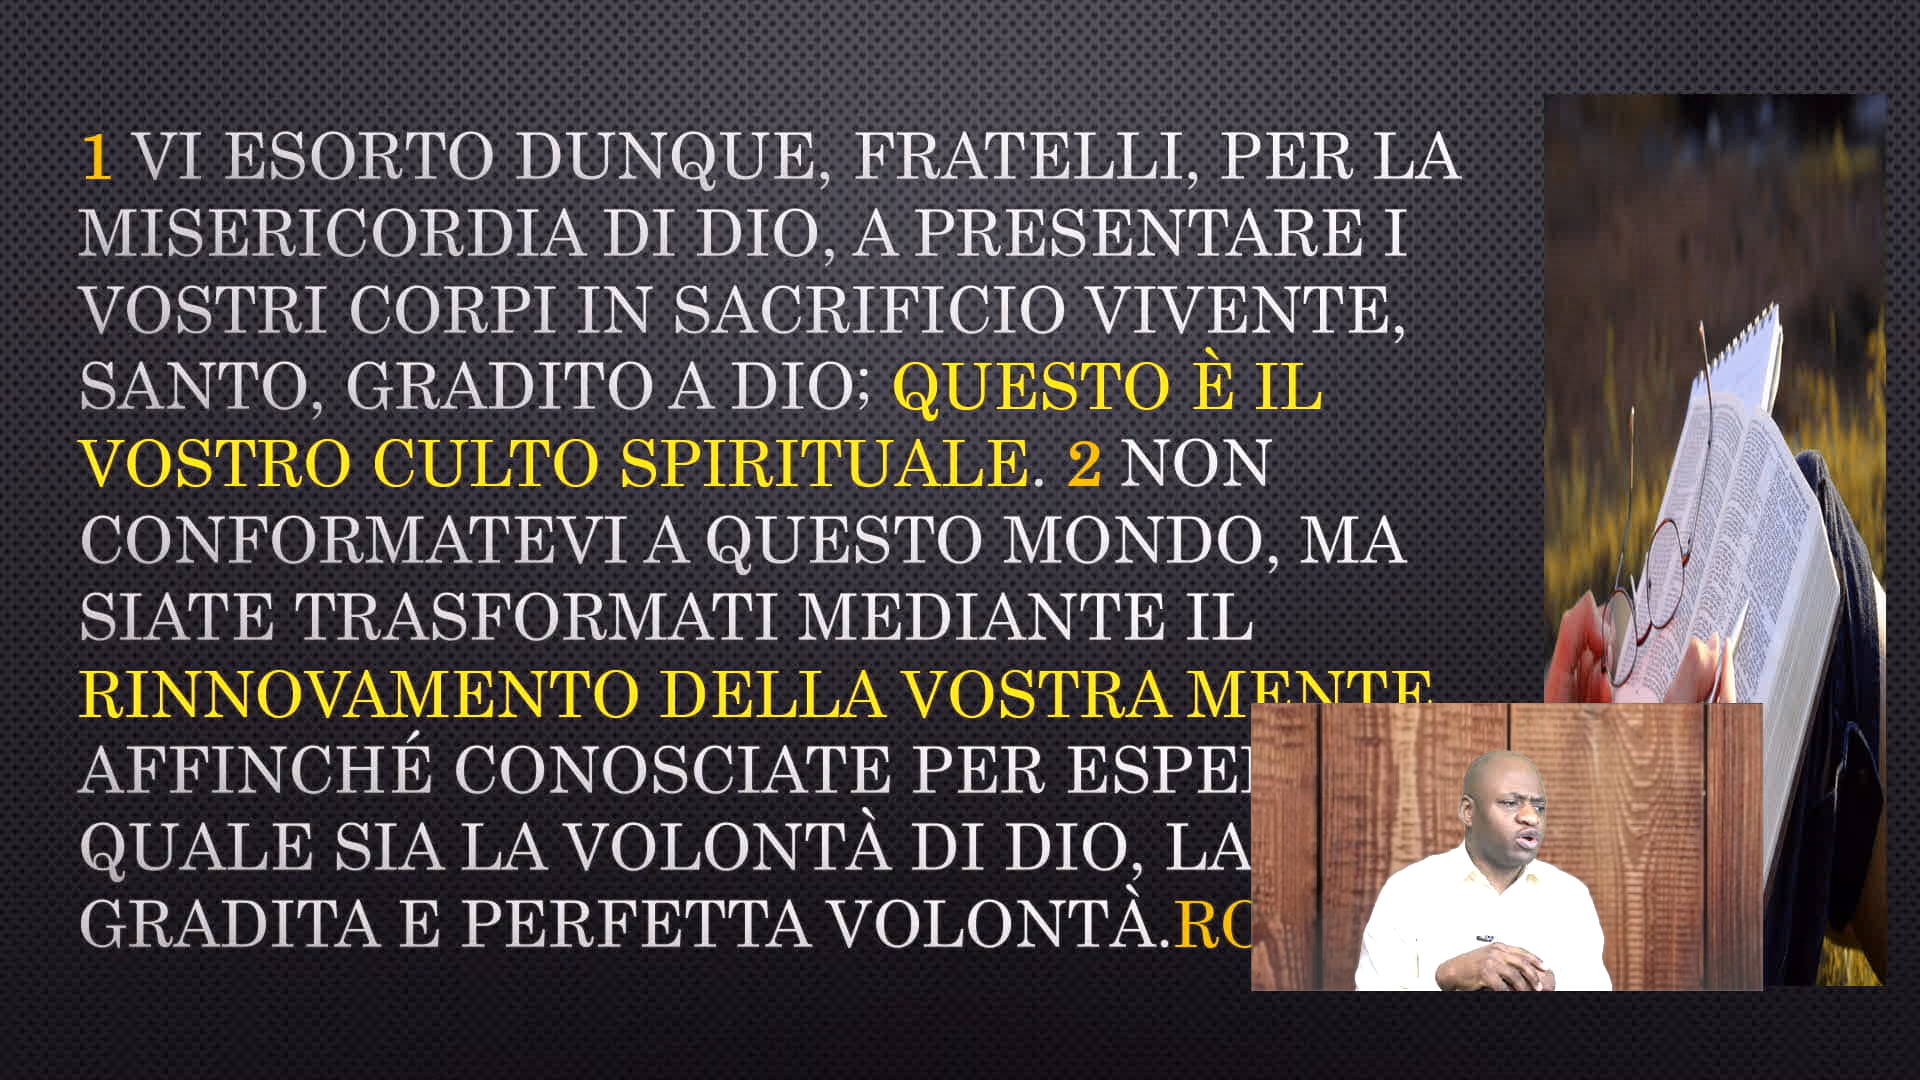 1 VI ESORTO DUNQUE, FRATELLI, PER LA
MISERICORDIA DI DIO, A PRESENTARE I
VOSTRI CORPI IN SACRIFICIO VIVENTE,
SANTO, GRADITO A DIO; QUESTO È IL
VOSTRO CULTO SPIRITUALE. 2 NON
CONFORMATEVI A QUESTO MONDO, MA
SIATE TRASFORMATI MEDIANTE IL
RINNOVAMENTO DELLA VOSTRA MENTE
AFFINCHÉ CONOSCIATE PER
QUALE SIA LA VOLONTÀ DI DIO, LA
GRADITA E PERFETTA VOLONTÀ.